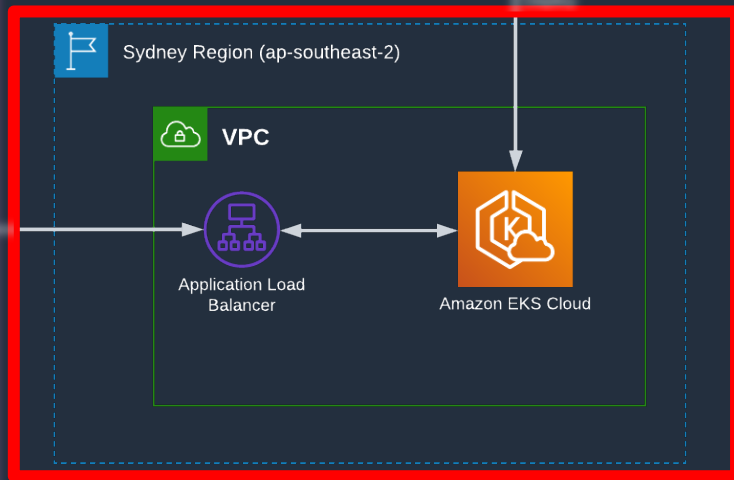 Sydney Region (ap-southeast-2)
VPC
K
Application Load
Balancer
Amazon EKS Cloud